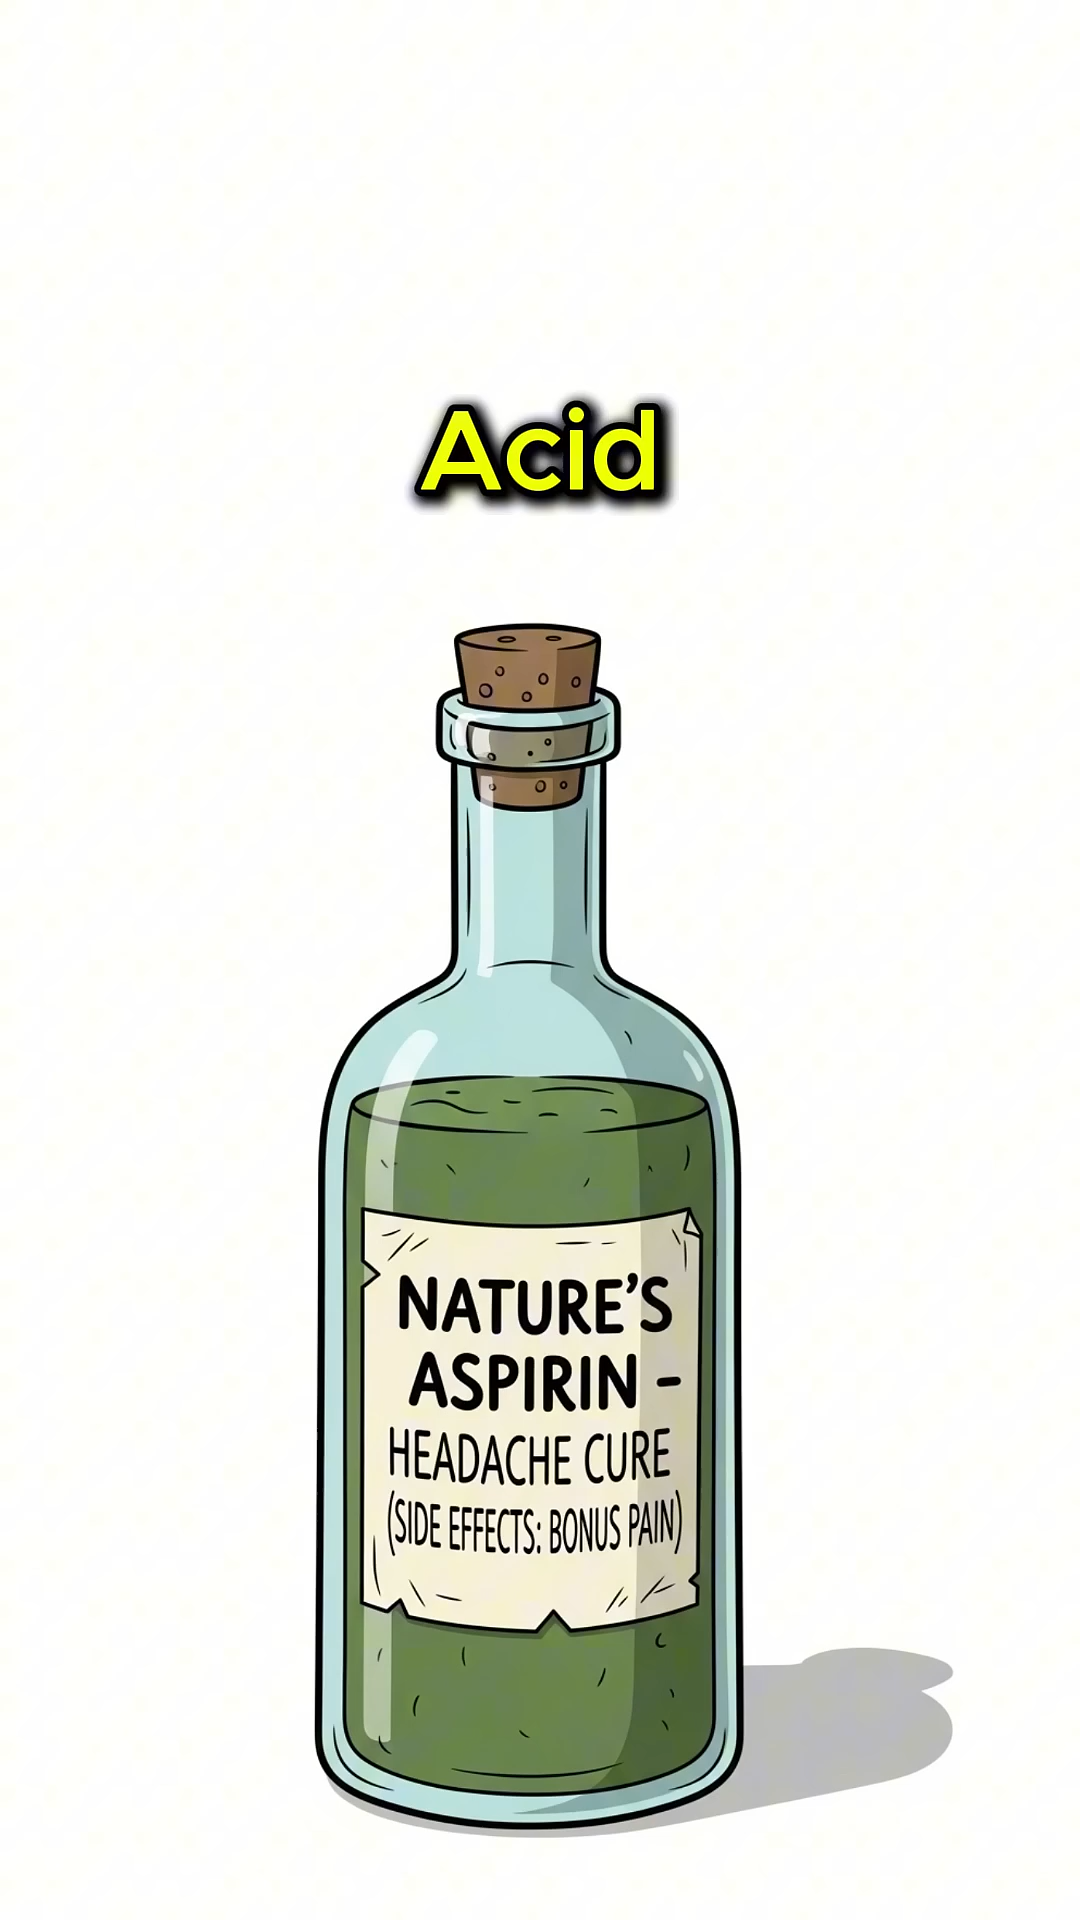 Acid
NATURE'S
ASPIRIN -
HEADACHE CURE
(SIDE EFFECTS: BONUS PAIN)